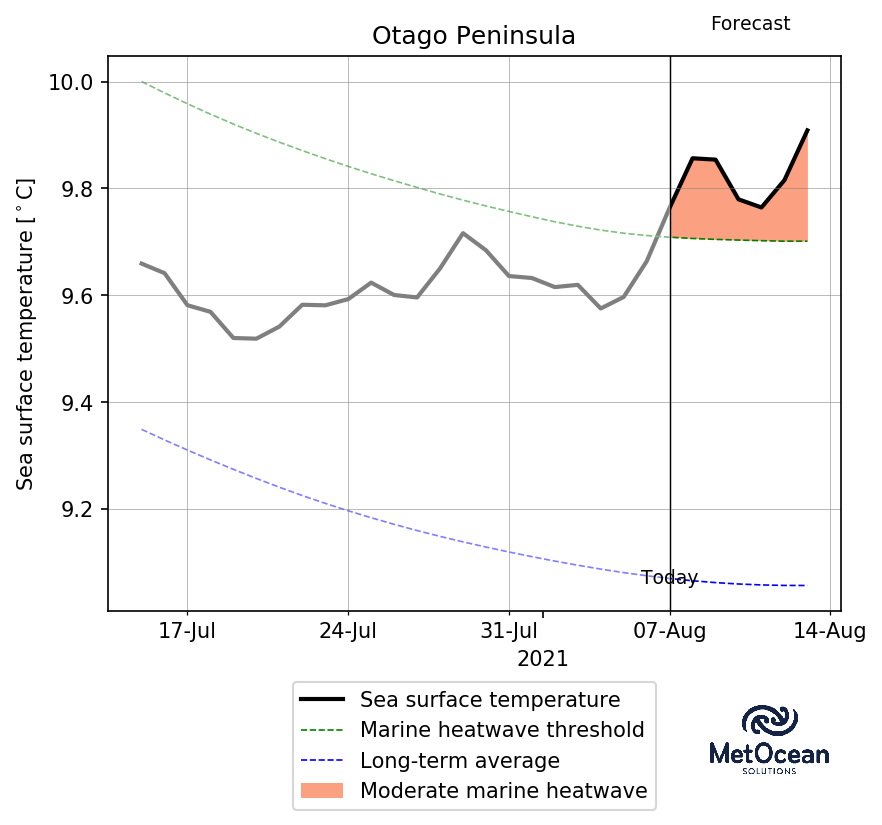 Forecast
Otago Peninsula
Sea surface temperature [°C]
10.0
9.8
9.6
9.4
9.2
Today
17-Jul 24-Jul 31-Jul 07-Aug 14-Aug
2021
Sea surface temperature
Marine heatwave threshold
Long-term average
Moderate marine heatwave
MetOcean
SOLUTIONS